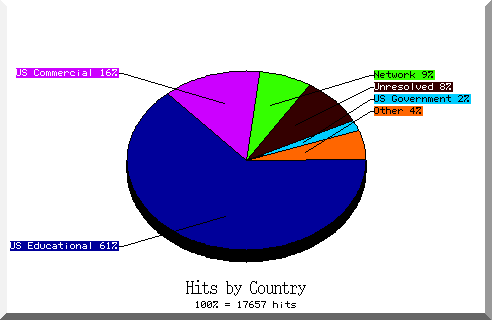 US Commercial 16%
Network 9%
Unresolved 8%
US Government 2%
Other 4%
US Educational 61%
Hits by Country
100% = 17657 hits